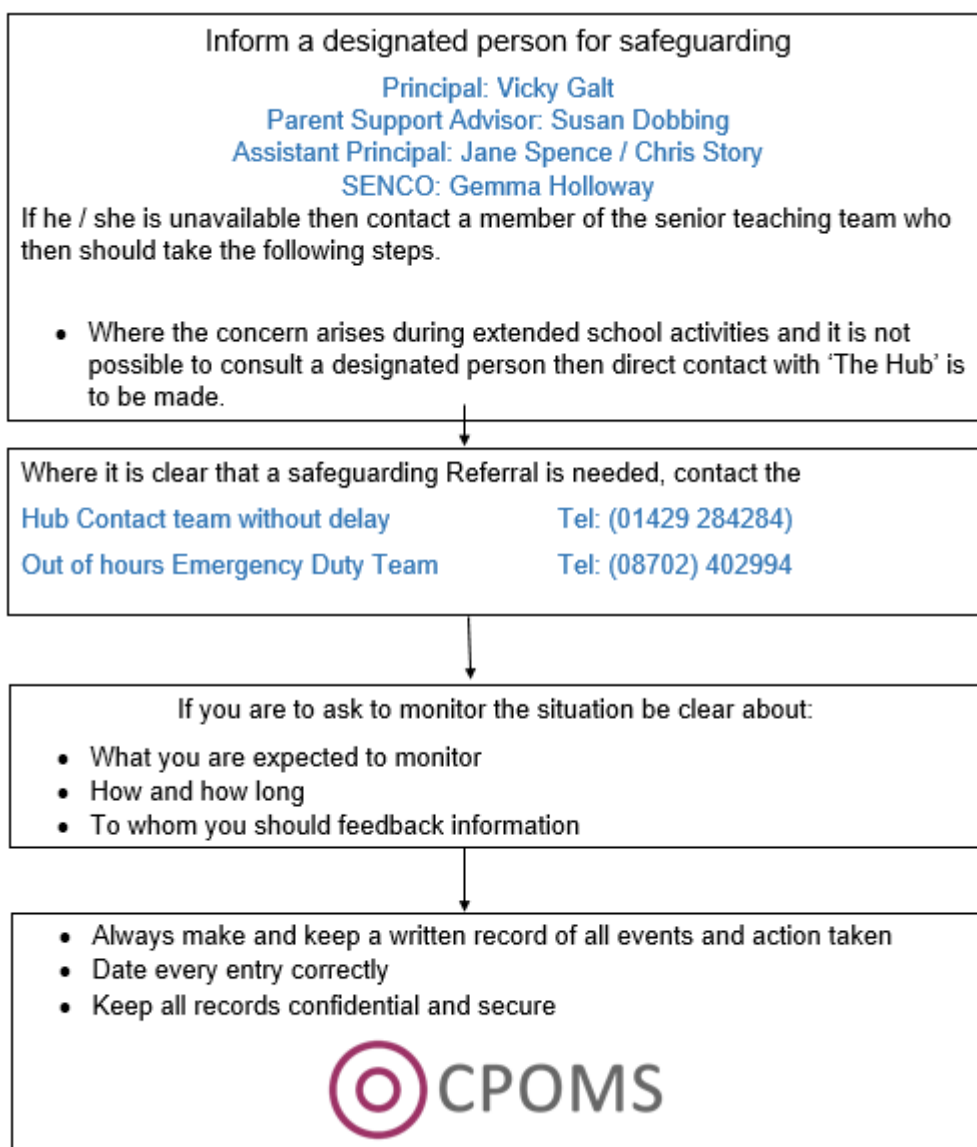 Inform a designated person for safeguarding
Principal: Vicky Galt
Parent Support Advisor: Susan Dobbing
Assistant Principal: Jane Spence / Chris Story
SENCO: Gemma Holloway
If he / she is unavailable then contact a member of the senior teaching team who
then should take the following steps.
• Where the concern arises during extended school activities and it is not
possible to consult a designated person then direct contact with ‘The Hub’ is
to be made.
Where it is clear that a safeguarding Referral is needed, contact the
Hub Contact team without delay Tel: (01429 284284)
Out of hours Emergency Duty Team Tel: (08702) 402994
If you are to ask to monitor the situation be clear about:
• What you are expected to monitor
• How and how long
• To whom you should feedback information
• Always make and keep a written record of all events and action taken
• Date every entry correctly
• Keep all records confidential and secure
CPOMS